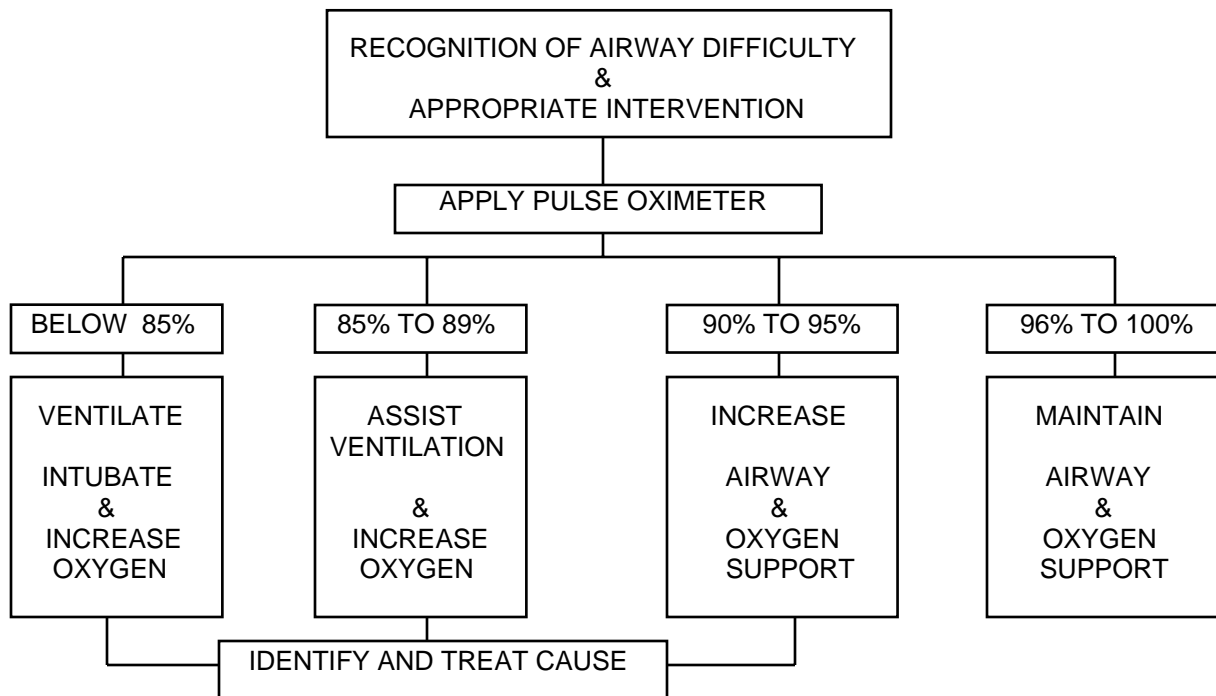 RECOGNITION OF AIRWAY DIFFICULTY
&
APPROPRIATE INTERVENTION
APPLY PULSE OXIMETER
BELOW 85%
85% TO 89%
90% TO 95%
96% TO 100%
VENTILATE
INTUBATE
&
INCREASE
OXYGEN
ASSIST
VENTILATION
&
INCREASE
OXYGEN
INCREASE
AIRWAY
&
OXYGEN
SUPPORT
MAINTAIN
AIRWAY
&
OXYGEN
SUPPORT
IDENTIFY AND TREAT CAUSE